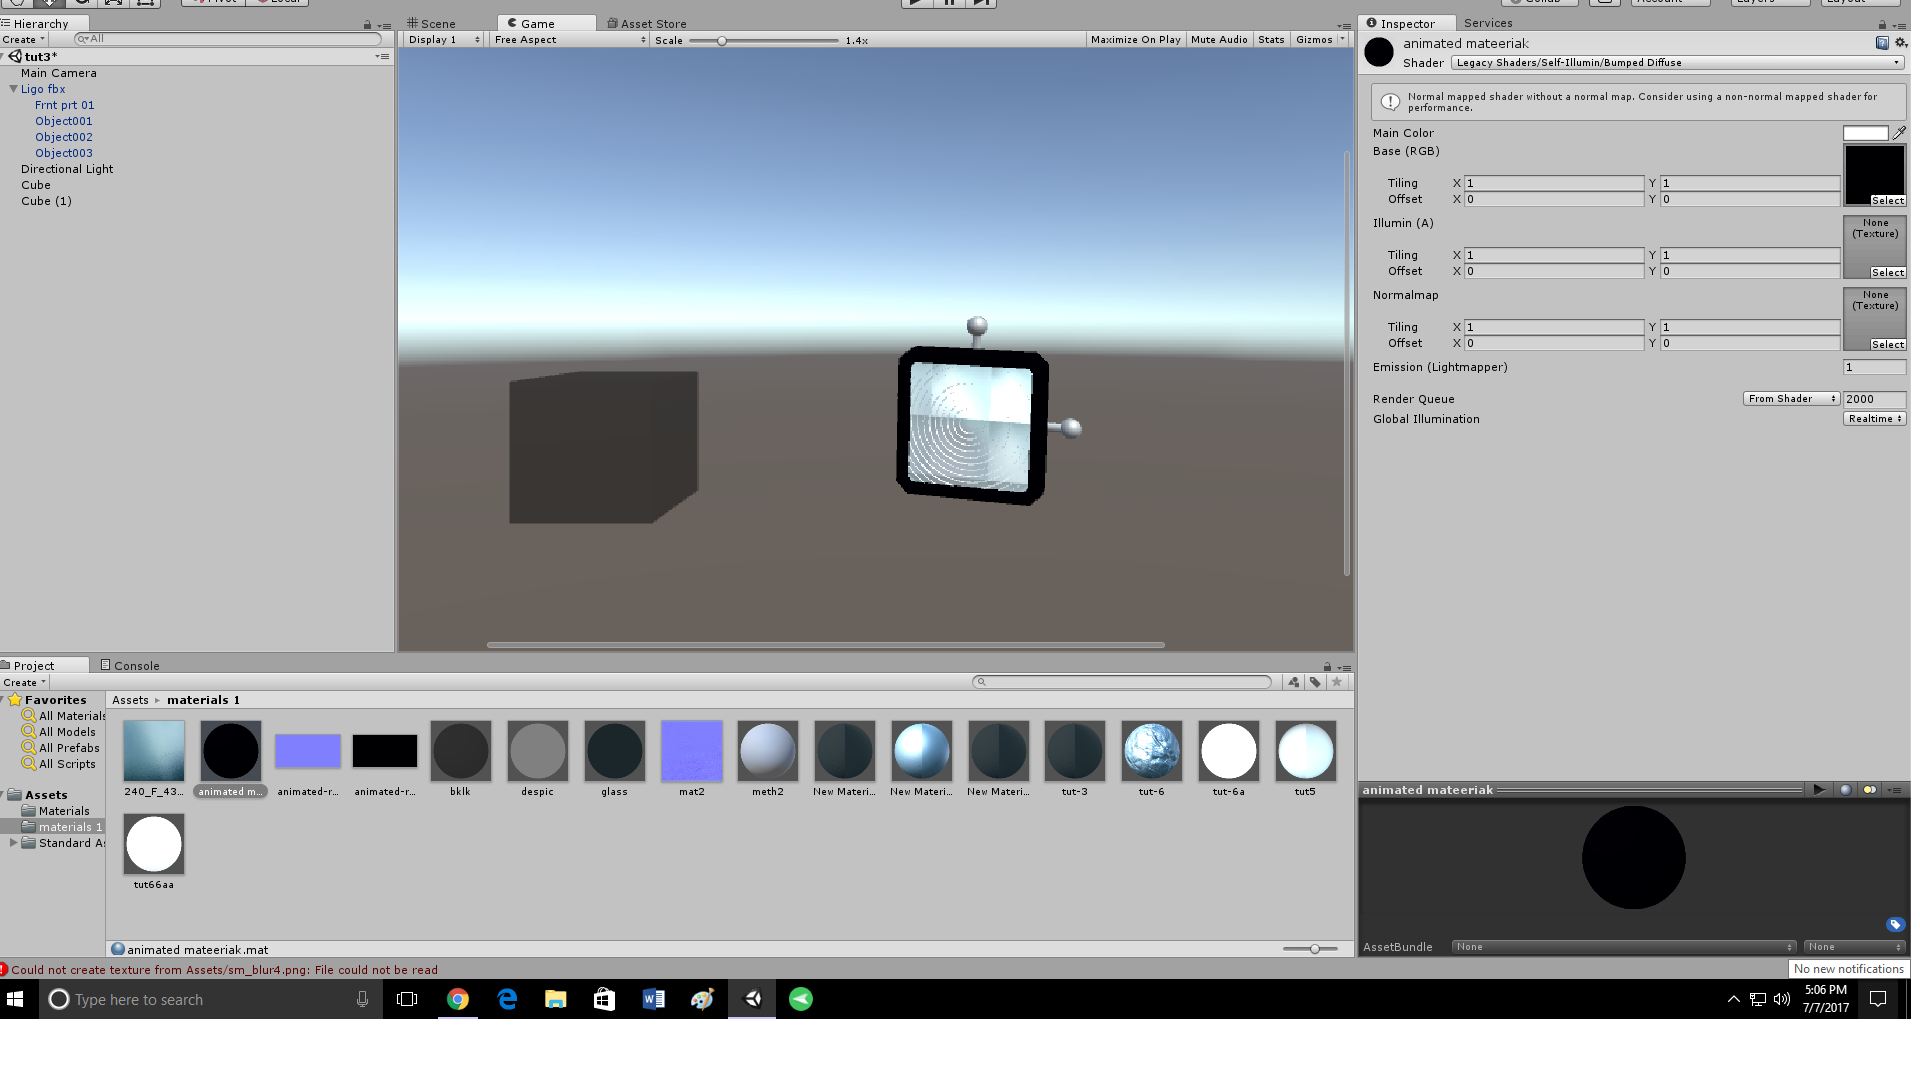 Pivot
Local
Collab
Account
Layers
Layout
Hierarchy
Create
All
tut3*
Main Camera
Ligo fbx
Frnt prt 01
Object001
Object002
Object003
Directional Light
Cube
Cube (1)
Scene
Game
Asset Store
Display 1
Free Aspect
Scale
1.4x
Maximize On Play
Mute Audio
Stats
Gizmos
Inspector
Services
animated mateeriak
Shader
Legacy Shaders/Self-Illumin/Bumped Diffuse
Normal mapped shader without a normal map. Consider using a non-normal mapped shader for
performance.
Main Color
Base (RGB)
Tiling X 1 Y 1
Offset X 0 Y 0
Select
Illumin (A)
None
(Texture)
Tiling X 1 Y 1
Offset X 0 Y 0
Select
Normalmap
None
(Texture)
Tiling X 1 Y 1
Offset X 0 Y 0
Select
Emission (Lightmapper) 1
Render Queue From Shader 2000
Global Illumination Realtime
Project
Console
Create
Favorites
All Materials
All Models
All Prefabs
All Scripts
Assets
Materials
materials 1
Standard As
Assets
materials 1
240_F_43...
animated m...
animated-r...
animated-r...
bklk
despic
glass
mat2
meth2
New Materi...
New Materi...
New Materi...
tut-3
tut-6
tut-6a
tut5
tut66aa
animated mateeriak.mat
animated mateeriak
AssetBundle None None
Could not create texture from Assets/sm_blur4.png: File could not be read
No new notifications
Type here to search
5:06 PM
7/7/2017